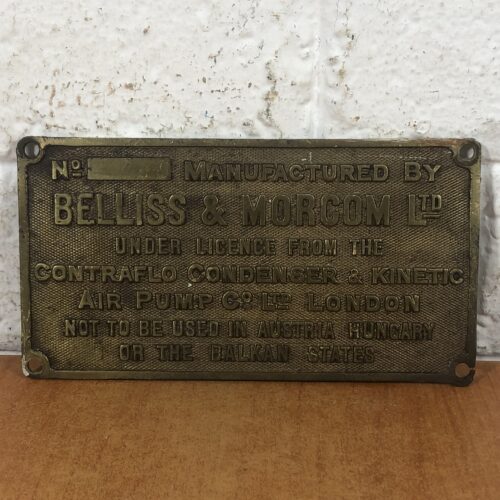 No. MANUFACTURED BY
BELLISS & MORCOM LTD
UNDER LICENCE FROM THE
CONTRAFLO CONDENSER & KINETIC
AIR PUMP CO LTD LONDON
NOT TO BE USED IN AUSTRIA HUNGARY
OR THE BALKAN STATES